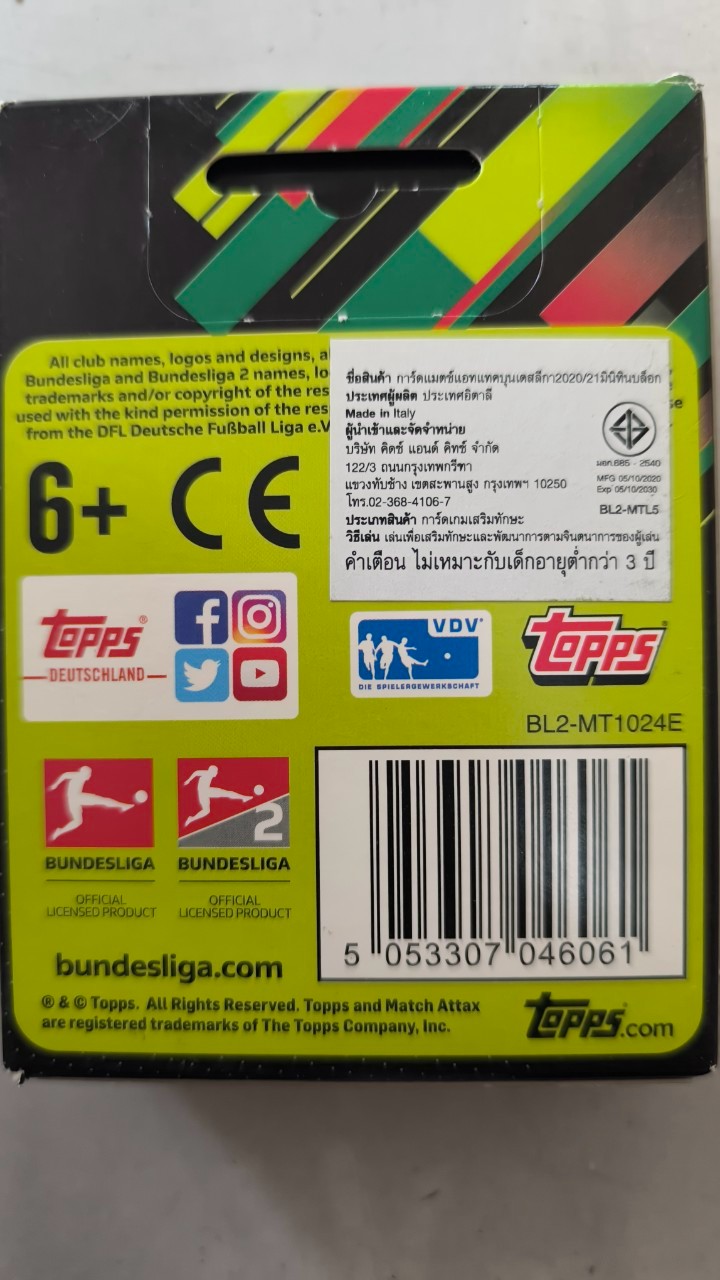 All club names, logos and designs, a
Bundesliga and Bundesliga 2 names, lo
trademarks and/or copyright of the res
used with the kind permission of the res
from the DFL Deutsche Fußball Liga e.V
se
ชื่อสินค้า การ์ดแมตช์แอทแทคบุนเดสลีกา2020/21มินิทินบล็อก
ประเทศผู้ผลิต ประเทศอิตาลี
Made in Italy
ผู้นำเข้าและจัดจำหน่าย
บริษัท คิดซ์ แอนด์ คิทซ์ จำกัด
122/3 ถนนกรุงเทพกรีฑา
แขวงทับช้าง เขตสะพานสูง กรุงเทพฯ 10250
โทร.02-368-4106-7
ประเภทสินค้า การ์ดเกมเสริมทักษะ
วิธีเล่น เล่นเพื่อเสริมทักษะและพัฒนาการตามจินตนาการของผู้เล่น
คำเตือน ไม่เหมาะกับเด็กอายุต่ำกว่า 3 ปี
มอก.685 - 2540
MFG 05/10/2020
Exp 05/10/2030
BL2-MTL5
6+ CE
Topps®
DEUTSCHLAND
VDV
DIE SPIELERGEWERKSCHAFT
Topps®
BL2-MT1024E
BUNDESLIGA
OFFICIAL
LICENSED PRODUCT
2
BUNDESLIGA
OFFICIAL
LICENSED PRODUCT
5 053307 046061
bundesliga.com
® & © Topps. All Rights Reserved. Topps and Match Attax
are registered trademarks of The Topps Company, Inc.
Topps.com